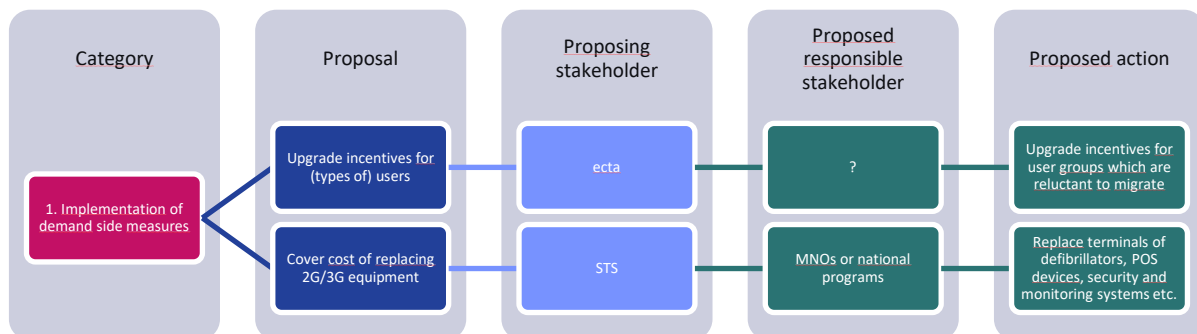 Category
Proposal
Proposing
stakeholder
Proposed
responsible
stakeholder
Proposed action
1. Implementation of
demand side measures
Upgrade incentives for
(types of) users
ecta
?
Upgrade incentives for
user groups which are
reluctant to migrate
Cover cost of replacing
2G/3G equipment
STS
MNOs or national
programs
Replace terminals of
defibrillators, POS
devices, security and
monitoring systems etc.